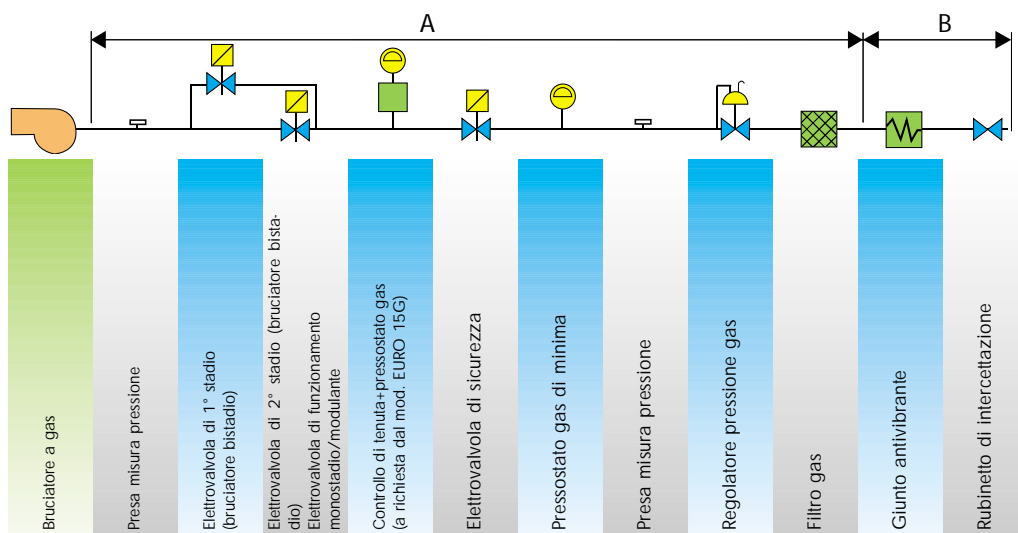 A
B
Bruciatore a gas
Presa misura pressione
Elettrovalvola di 1° stadio
(bruciatore bistadio)
Elettrovalvola di 2° stadio (bruciatore bista-
dio)
Elettrovalvola di funzionamento
monostadio/modulante
Controllo di tenuta+pressostato gas
(a richiesta dal mod. EURO 15G)
Elettrovalvola di sicurezza
Pressostato gas di minima
Presa misura pressione
Regolatore pressione gas
Filtro gas
Giunto antivibrante
Rubinetto di intercettazione